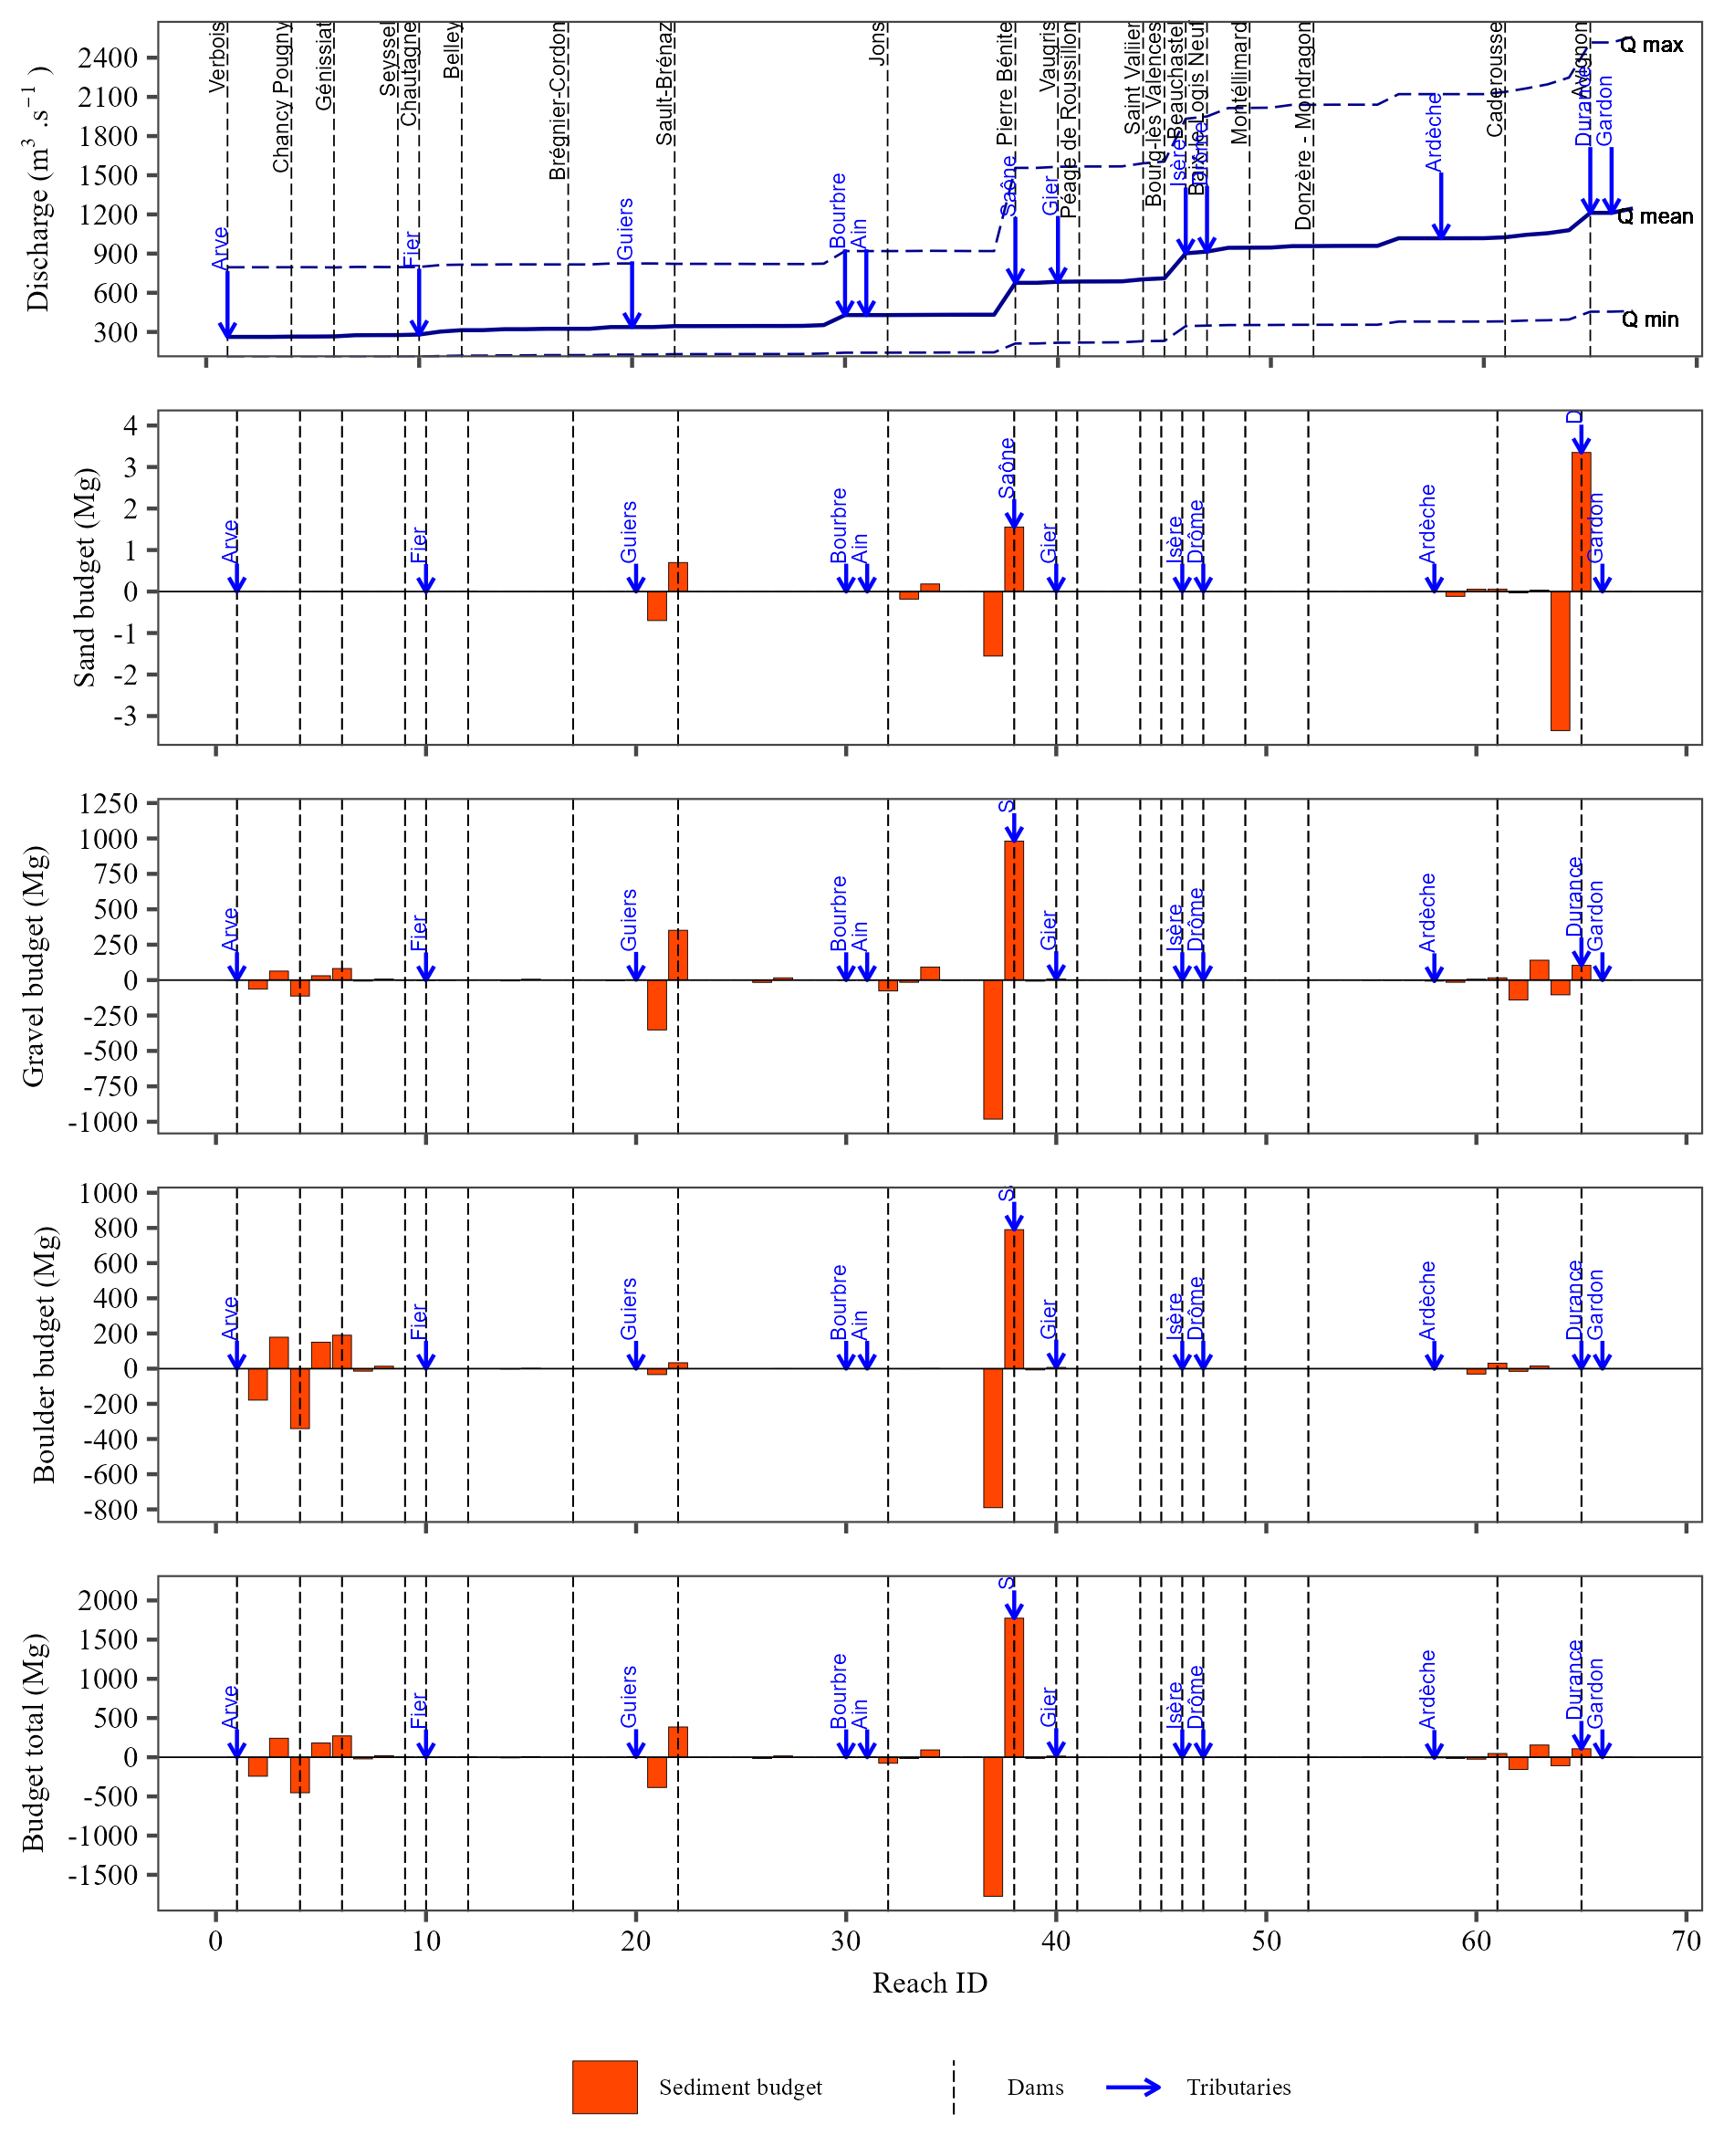 Discharge (m³ .s⁻¹ )
2400
2100
1800
1500
1200
900
600
300
Verbois
Chancy Pougny
Génissiat
Seyssel
Chautagne
Belley
Brégnier-Cordon
Sault-Brénaz
Jons
Pierre Bénite
Vaugris
Péage de Roussillon
Saint Vallier
Bourg-lès Valences
Beauchastel
Baix-le-Logis Neuf
Montéllimard
Donzère - Mondragon
Caderousse
Avignon
Arve
Fier
Guiers
Bourbre
Ain
Saône
Gier
Isère
Drôme
Ardèche
Durance
Gardon
Q max
Q mean
Q min
Sand budget (Mg)
4
3
2
1
0
-1
-2
-3
Arve
Fier
Guiers
Bourbre
Ain
Saône
Gier
Isère
Drôme
Ardèche
D
Gardon
Gravel budget (Mg)
1250
1000
750
500
250
0
-250
-500
-750
-1000
Arve
Fier
Guiers
Bourbre
Ain
S
Gier
Isère
Drôme
Ardèche
Durance
Gardon
Boulder budget (Mg)
1000
800
600
400
200
0
-200
-400
-600
-800
Arve
Fier
Guiers
Bourbre
Ain
S
Gier
Isère
Drôme
Ardèche
Durance
Gardon
Budget total (Mg)
2000
1500
1000
500
0
-500
-1000
-1500
Arve
Fier
Guiers
Bourbre
Ain
S
Gier
Isère
Drôme
Ardèche
Durance
Gardon
0 10 20 30 40 50 60 70
Reach ID
Sediment budget Dams Tributaries